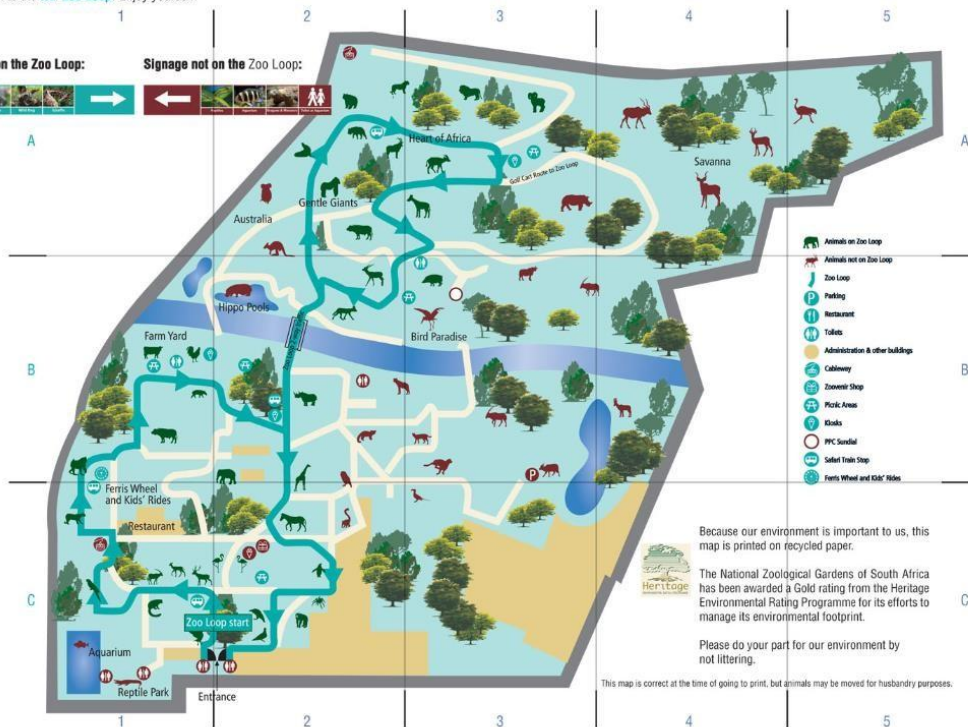 1 2 3 4 5
on the Zoo Loop:
Signage not on the Zoo Loop:
A
A
Heart of Africa
Savanna
Golf Cart Route to Zoo Loop
Gentle Giants
Australia
Animals on Zoo Loop
Animals not on Zoo Loop
Zoo Loop
P Parking
Restaurant
Toilets
Administration & other buildings
Cableway
Zoovenir Shop
Picnic Areas
Kiosks
PPC Sundial
Safari Train Stop
Ferris Wheel and Kids' Rides
Hippo Pools
Bird Paradise
Farm Yard
B
B
P
Ferris Wheel
and Kids' Rides
Restaurant
C
C
Zoo Loop start
Aquarium
Reptile Park
Entrance
Heritage
Because our environment is important to us, this
map is printed on recycled paper.
The National Zoological Gardens of South Africa
has been awarded a Gold rating from the Heritage
Environmental Rating Programme for its efforts to
manage its environmental footprint.
Please do your part for our environment by
not littering.
This map is correct at the time of going to print, but animals may be moved for husbandry purposes.
1 2 3 4 5